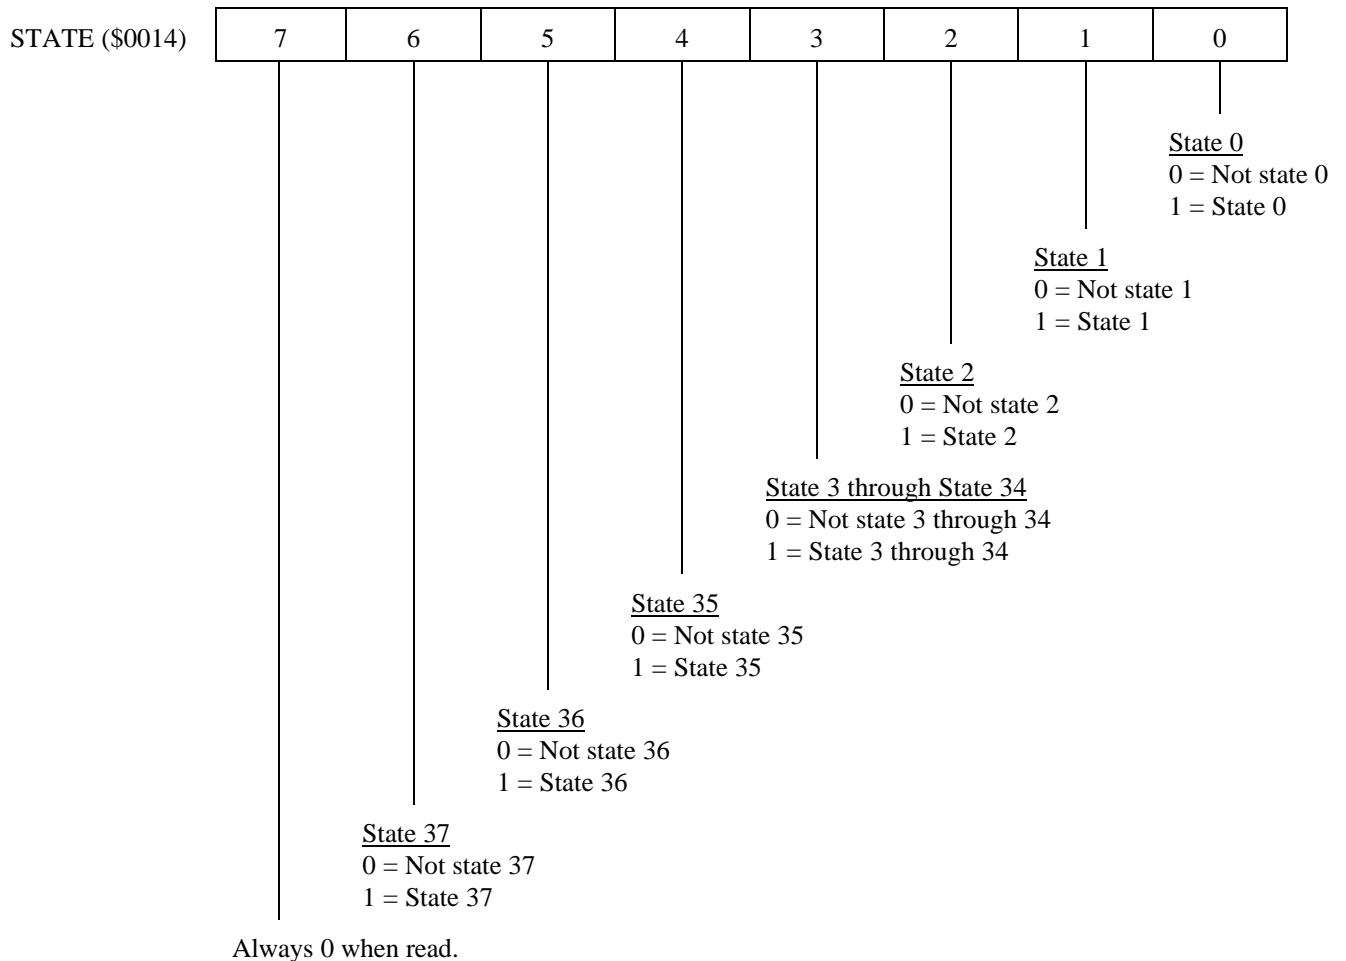 STATE ($0014) 7 6 5 4 3 2 1 0
State 0
0 = Not state 0
1 = State 0
State 1
0 = Not state 1
1 = State 1
State 2
0 = Not state 2
1 = State 2
State 3 through State 34
0 = Not state 3 through 34
1 = State 3 through 34
State 35
0 = Not state 35
1 = State 35
State 36
0 = Not state 36
1 = State 36
State 37
0 = Not state 37
1 = State 37
Always 0 when read.